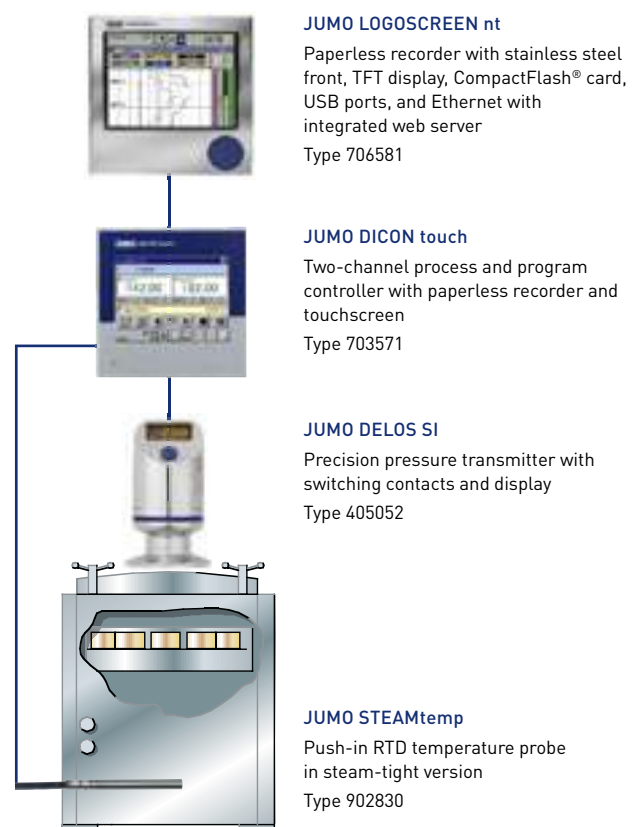 JUMO LOGOSCREEN nt
Paperless recorder with stainless steel
front, TFT display, CompactFlash® card,
USB ports, and Ethernet with
integrated web server
Type 706581
JUMO DICON touch
Two-channel process and program
controller with paperless recorder and
touchscreen
Type 703571
JUMO DELOS SI
Precision pressure transmitter with
switching contacts and display
Type 405052
JUMO STEAMtemp
Push-in RTD temperature probe
in steam-tight version
Type 902830